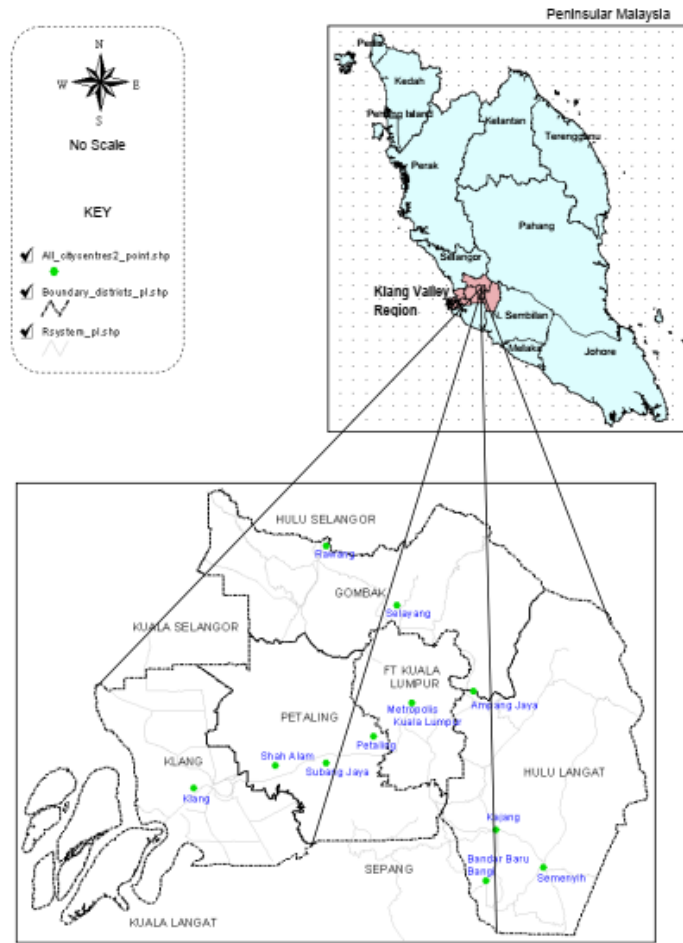 Peninsular Malaysia
N
W
E
S
No Scale
KEY
All_citycentres2_point.shp
Boundary_districts_pl.shp
Rsystem_pl.shp
Kedah
Island
Kelantan
Terengganu
Perak
Pahang
Selangor
Klang Valley
Region
N. Sembilan
Melaka
Johore
HULU SELANGOR
Rawang
GOMBAK
Selayang
KUALA SELANGOR
FT KUALA
LUMPUR
Ampang Jaya
Metropolis
Kuala Lumpur
PETALING
Petaling
Shah Alam
Subang Jaya
KLANG
HULU LANGAT
Klang
Kajang
Bandar Baru
Bangi
Semenyih
SEPANG
KUALA LANGAT